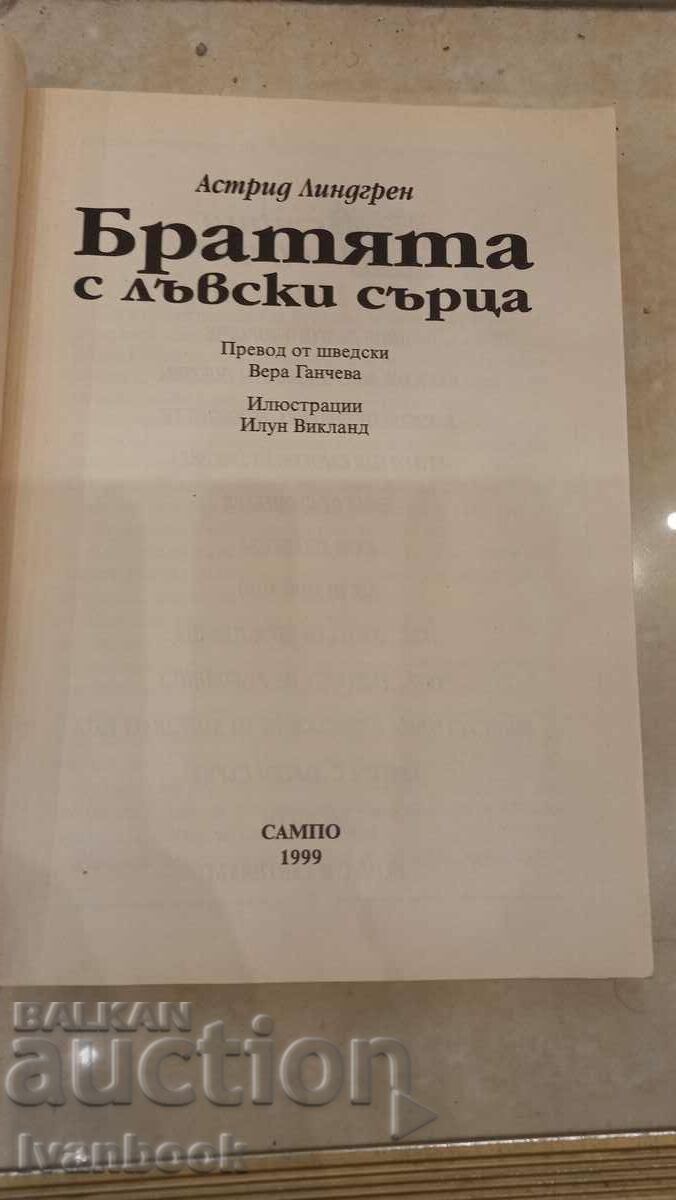 Астрид Линдгрен
Братята
с лъвски сърца
Превод от шведски
Вера Ганчева
Илюстрации
Илун Викланд
САМПО
1999
BALKAN
auction
Ivanbook